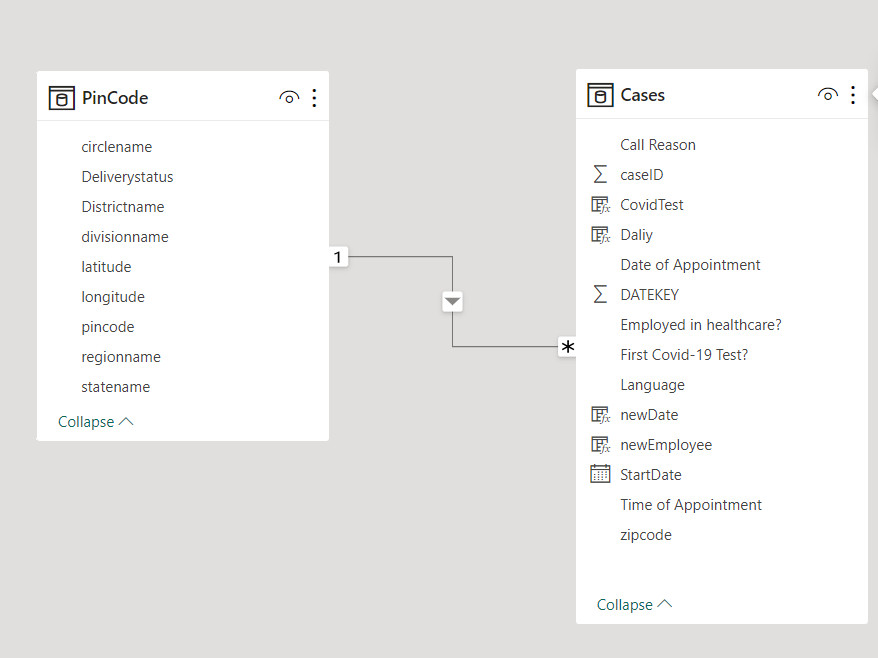 PinCode
circlename
Deliverystatus
Districtname
divisionname
latitude
longitude
pincode
regionname
statename
Collapse
1
*
Cases
Call Reason
caseID
CovidTest
Daliy
Date of Appointment
DATEKEY
Employed in healthcare?
First Covid-19 Test?
Language
newDate
newEmployee
StartDate
Time of Appointment
zipcode
Collapse